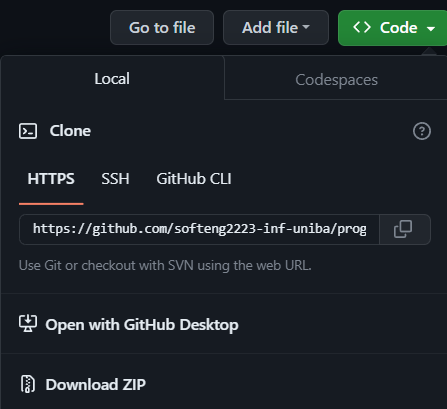 Go to file Add file <> Code
Local Codespaces
Clone
HTTPS SSH GitHub CLI
https://github.com/softeng2223-inf-uniba/prog
Use Git or checkout with SVN using the web URL.
Open with GitHub Desktop
Download ZIP